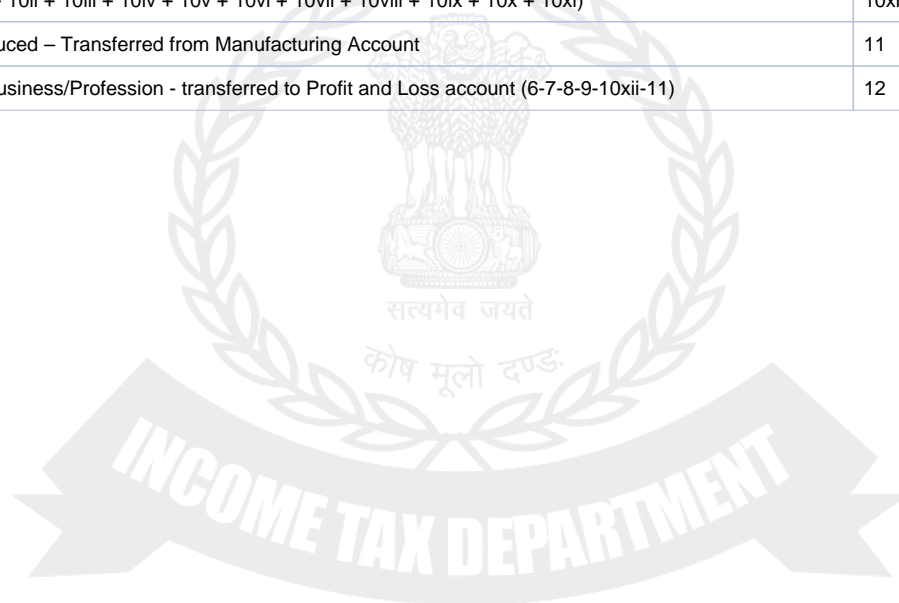 10ii + 10iii + 10iv + 10v + 10vi + 10vii + 10viii + 10ix + 10x + 10xi)
uced – Transferred from Manufacturing Account 11
usiness/Profession - transferred to Profit and Loss account (6-7-8-9-10xii-11) 12
सत्यमेव जयते
कोष मूलो दण्डः
INCOME TAX DEPARTMENT